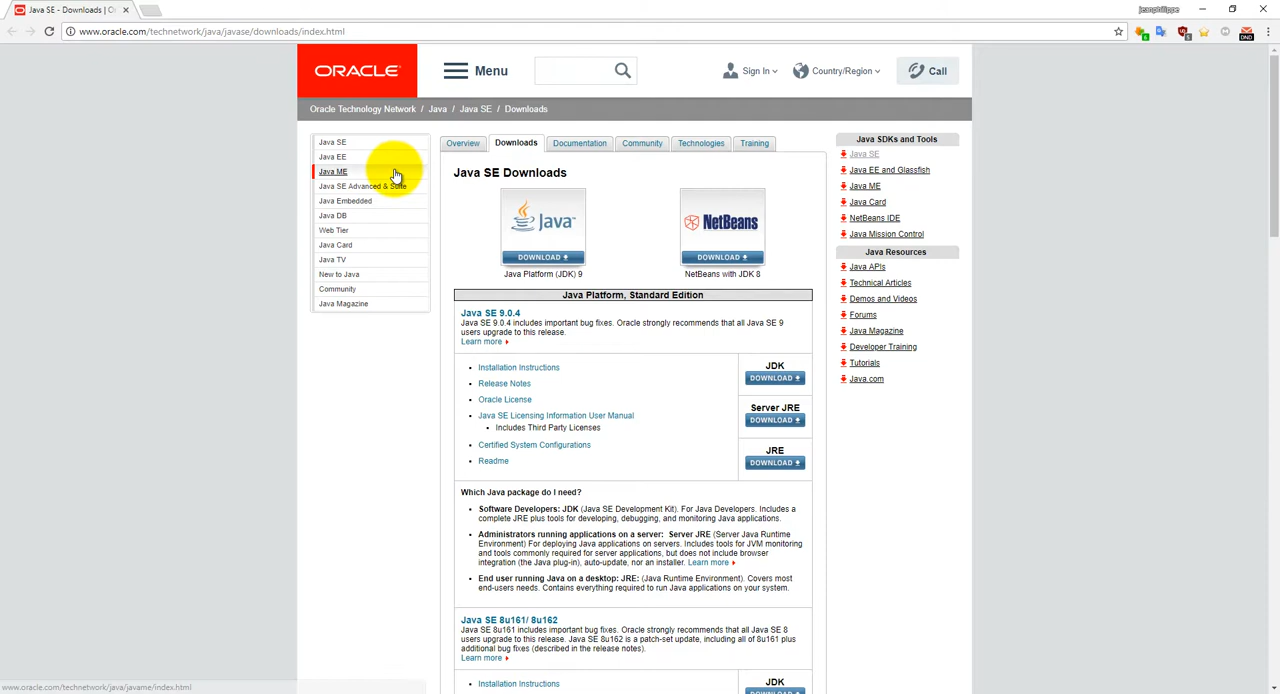 Java SE - Downloads | O
jeanphilippe
www.oracle.com/technetwork/java/javase/downloads/index.html
ORACLE
Menu
Sign In
Country/Region
Call
Oracle Technology Network / Java / Java SE / Downloads
Java SE
Java EE
Java ME
Java SE Advanced & Suite
Java Embedded
Java DB
Web Tier
Java Card
Java TV
New to Java
Community
Java Magazine
Overview
Downloads
Documentation
Community
Technologies
Training
Java SE Downloads
Java
DOWNLOAD
Java Platform (JDK) 9
NetBeans
DOWNLOAD
NetBeans with JDK 8
Java Platform, Standard Edition
Java SE 9.0.4
Java SE 9.0.4 includes important bug fixes. Oracle strongly recommends that all Java SE 9
users upgrade to this release.
Learn more
Installation Instructions
Release Notes
Oracle License
Java SE Licensing Information User Manual
Includes Third Party Licenses
Certified System Configurations
Readme
JDK
DOWNLOAD
Server JRE
DOWNLOAD
JRE
DOWNLOAD
Which Java package do I need?
Software Developers: JDK (Java SE Development Kit). For Java Developers. Includes a
complete JRE plus tools for developing, debugging, and monitoring Java applications.
Administrators running applications on a server: Server JRE (Server Java Runtime
Environment) For deploying Java applications on servers. Includes tools for JVM monitoring
and tools commonly required for server applications, but does not include browser
integration (the Java plug-in), auto-update, nor an installer. Learn more
End user running Java on a desktop: JRE: (Java Runtime Environment). Covers most
end-users needs. Contains everything required to run Java applications on your system.
Java SE 8u161/ 8u162
Java SE 8u161 includes important bug fixes. Oracle strongly recommends that all Java SE 8
users upgrade to this release. Java SE 8u162 is a patch-set update, including all of 8u161 plus
additional bug fixes (described in the release notes).
Learn more
Installation Instructions
JDK
DOWNLOAD
Java SDKs and Tools
Java SE
Java EE and Glassfish
Java ME
Java Card
NetBeans IDE
Java Mission Control
Java Resources
Java APIs
Technical Articles
Demos and Videos
Forums
Java Magazine
Developer Training
Tutorials
Java.com
www.oracle.com/technetwork/java/javame/index.html